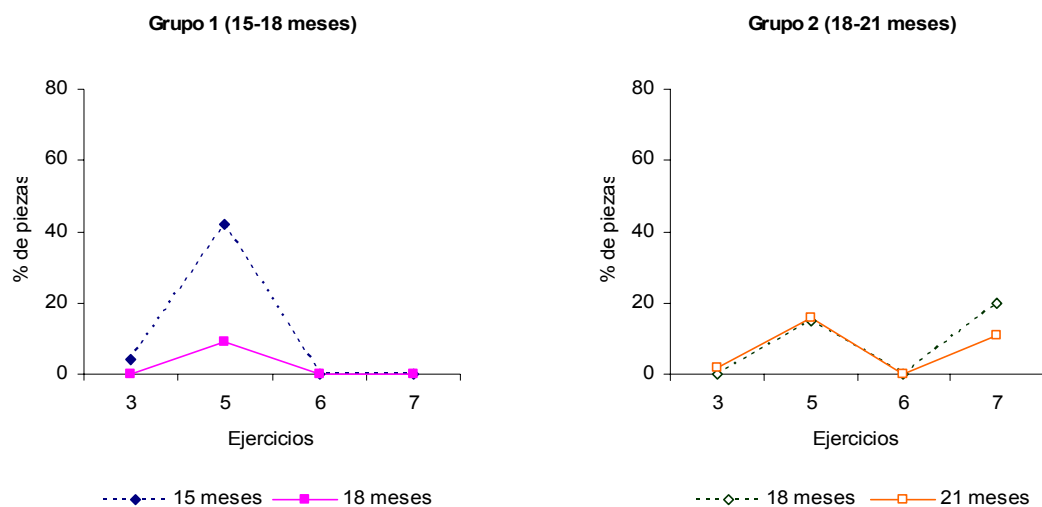 Grupo 1 (15-18 meses)
80
60
40
20
0
% de piezas
3 5 6 7
Ejercicios
15 meses 18 meses
Grupo 2 (18-21 meses)
80
60
40
20
0
% de piezas
3 5 6 7
Ejercicios
18 meses 21 meses